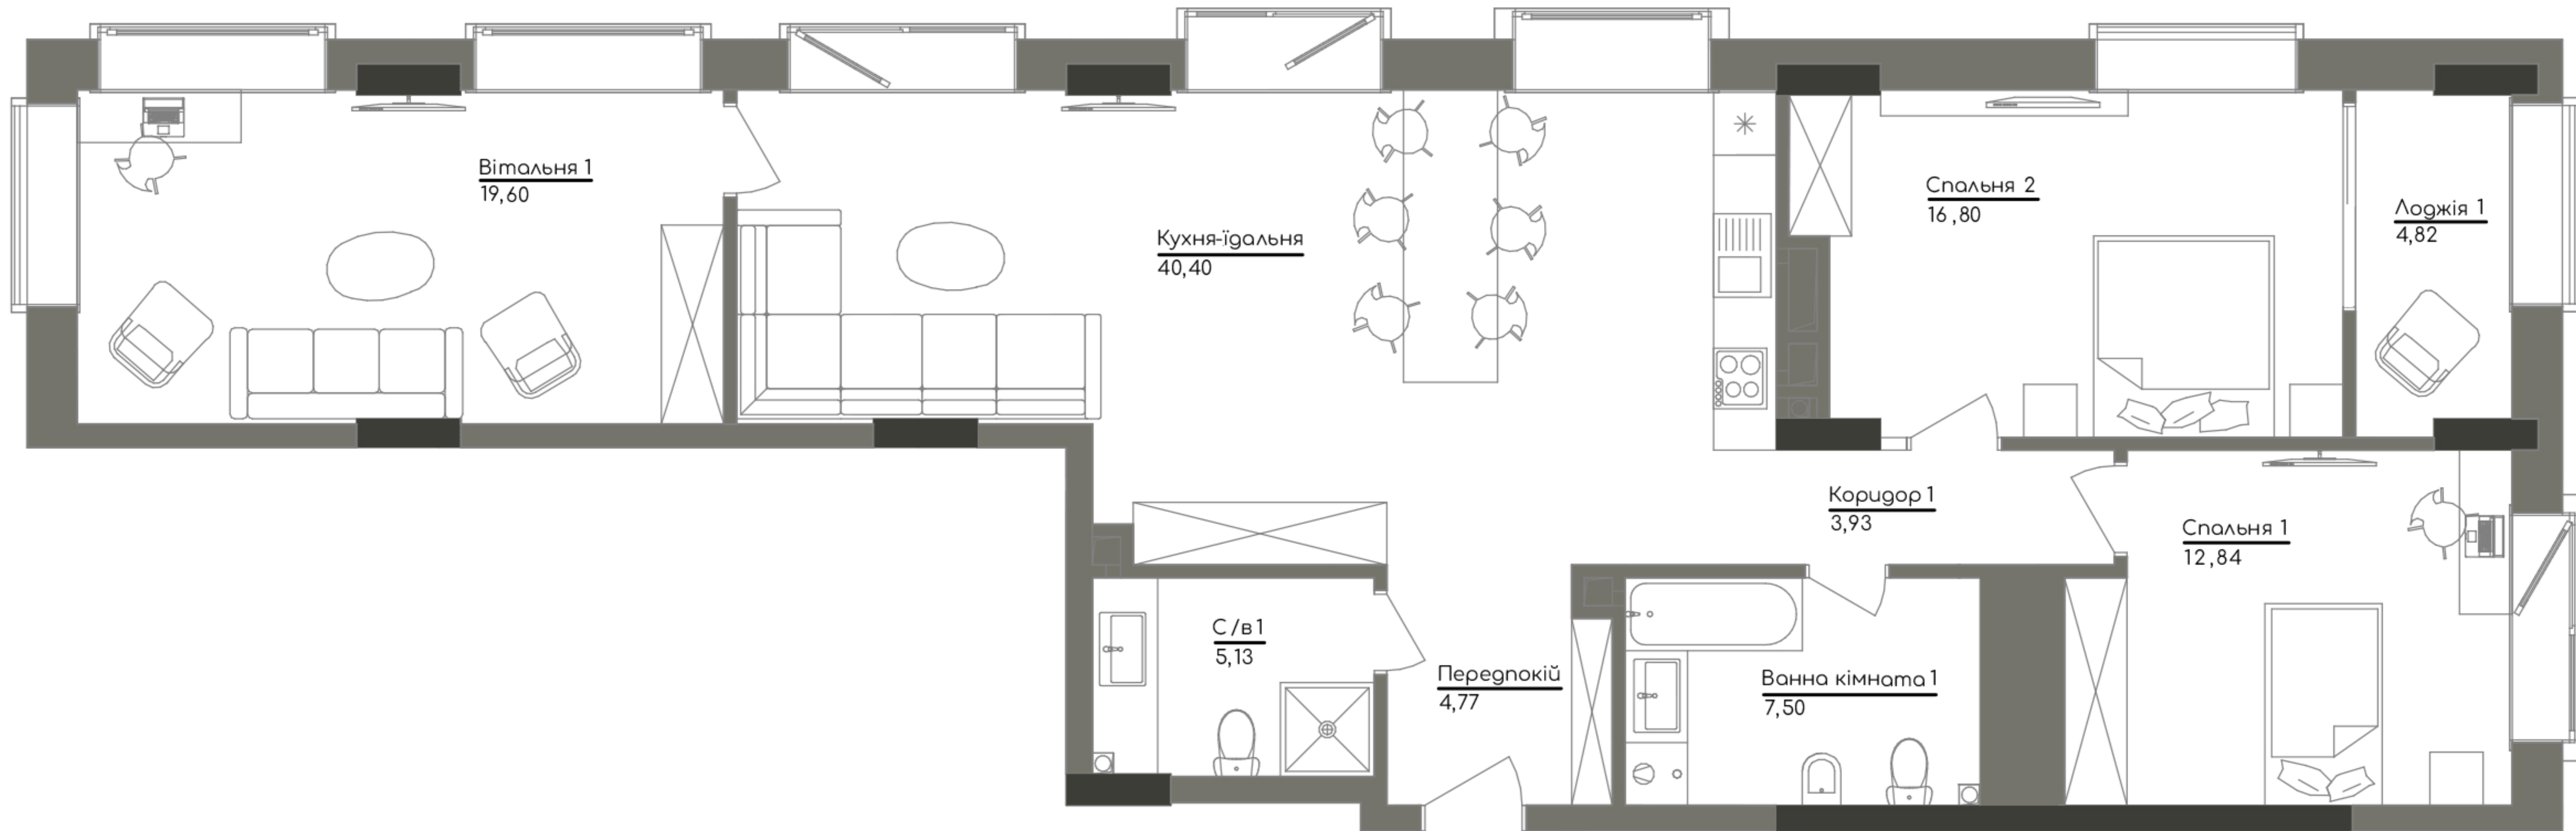 Вітальня 1
19,60
Кухня-їдальня
40,40
Спальня 2
16,80
Лоджія 1
4,82
Коридор 1
3,93
Спальня 1
12,84
С/в 1
5,13
Передпокій
4,77
Ванна кімната 1
7,50